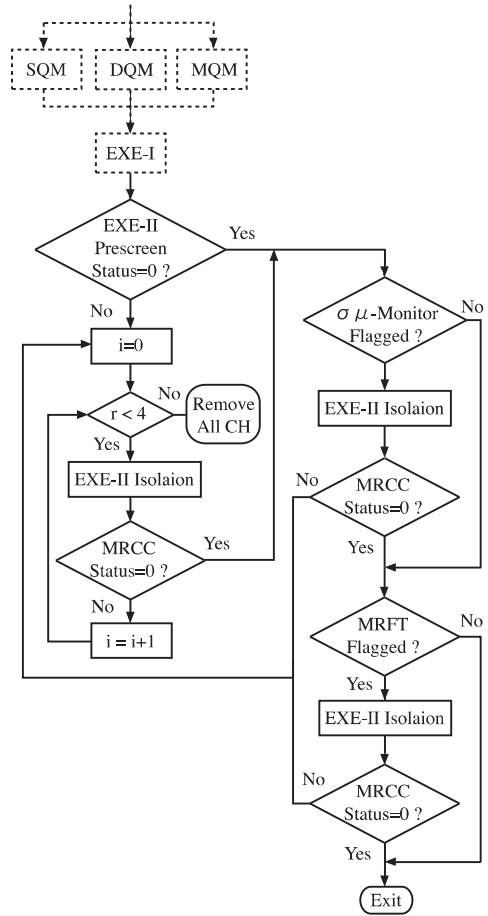 SQM
DQM
MQM
EXE-I
EXE-II
Prescreen
Status=0 ?
Yes
No
i=0
r < 4
No
Remove
All CH
Yes
EXE-II Isolaion
MRCC
Status=0 ?
Yes
No
i = i+1
σ μ-Monitor
Flagged ?
No
EXE-II Isolaion
No
MRCC
Status=0 ?
Yes
MRFT
Flagged ?
No
Yes
EXE-II Isolaion
No
MRCC
Status=0 ?
Yes
Exit